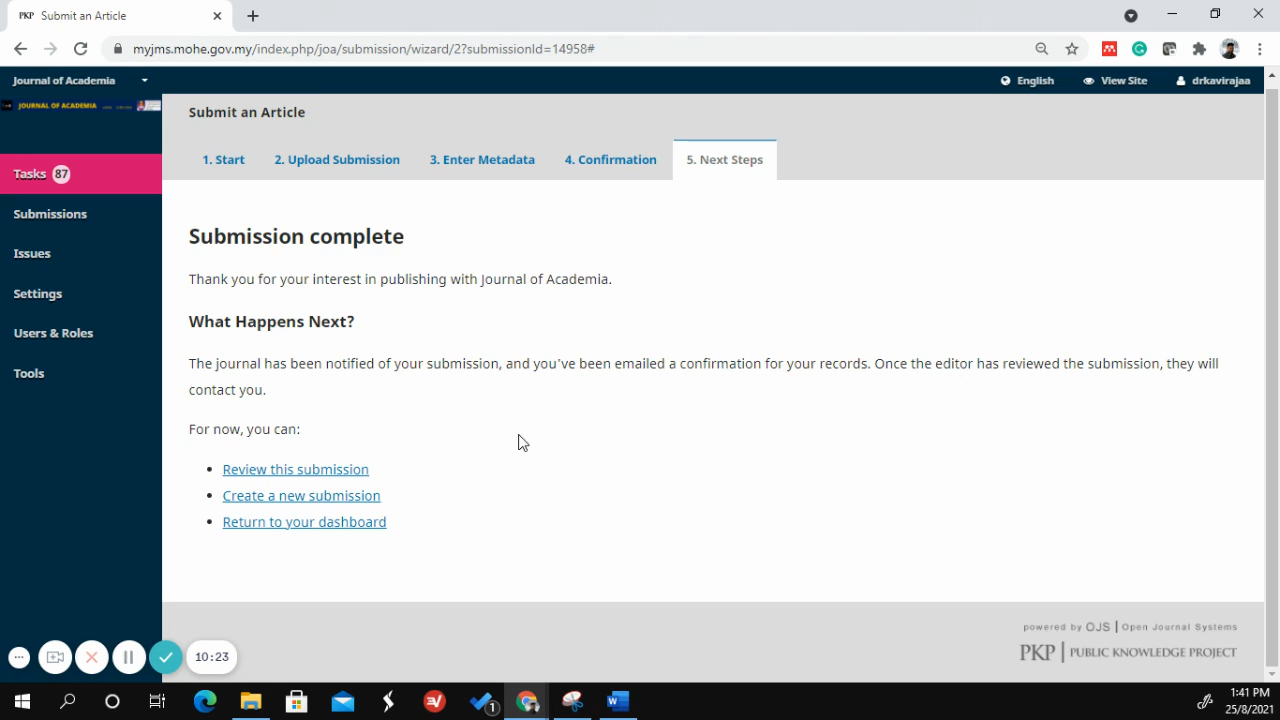 PKP Submit an Article
myjms.mohe.gov.my/index.php/joa/submission/wizard/2?submissionId=14958#
Journal of Academia
English
View Site
drkavirajaa
JOURNAL OF ACADEMIA
Submit an Article
1. Start
2. Upload Submission
3. Enter Metadata
4. Confirmation
5. Next Steps
Tasks 87
Submissions
Issues
Settings
Users & Roles
Tools
Submission complete
Thank you for your interest in publishing with Journal of Academia.
What Happens Next?
The journal has been notified of your submission, and you've been emailed a confirmation for your records. Once the editor has reviewed the submission, they will
contact you.
For now, you can:
Review this submission
Create a new submission
Return to your dashboard
powered by OJS | Open Journal Systems
PKP | PUBLIC KNOWLEDGE PROJECT
10:23
1
1:41 PM
25/8/2021